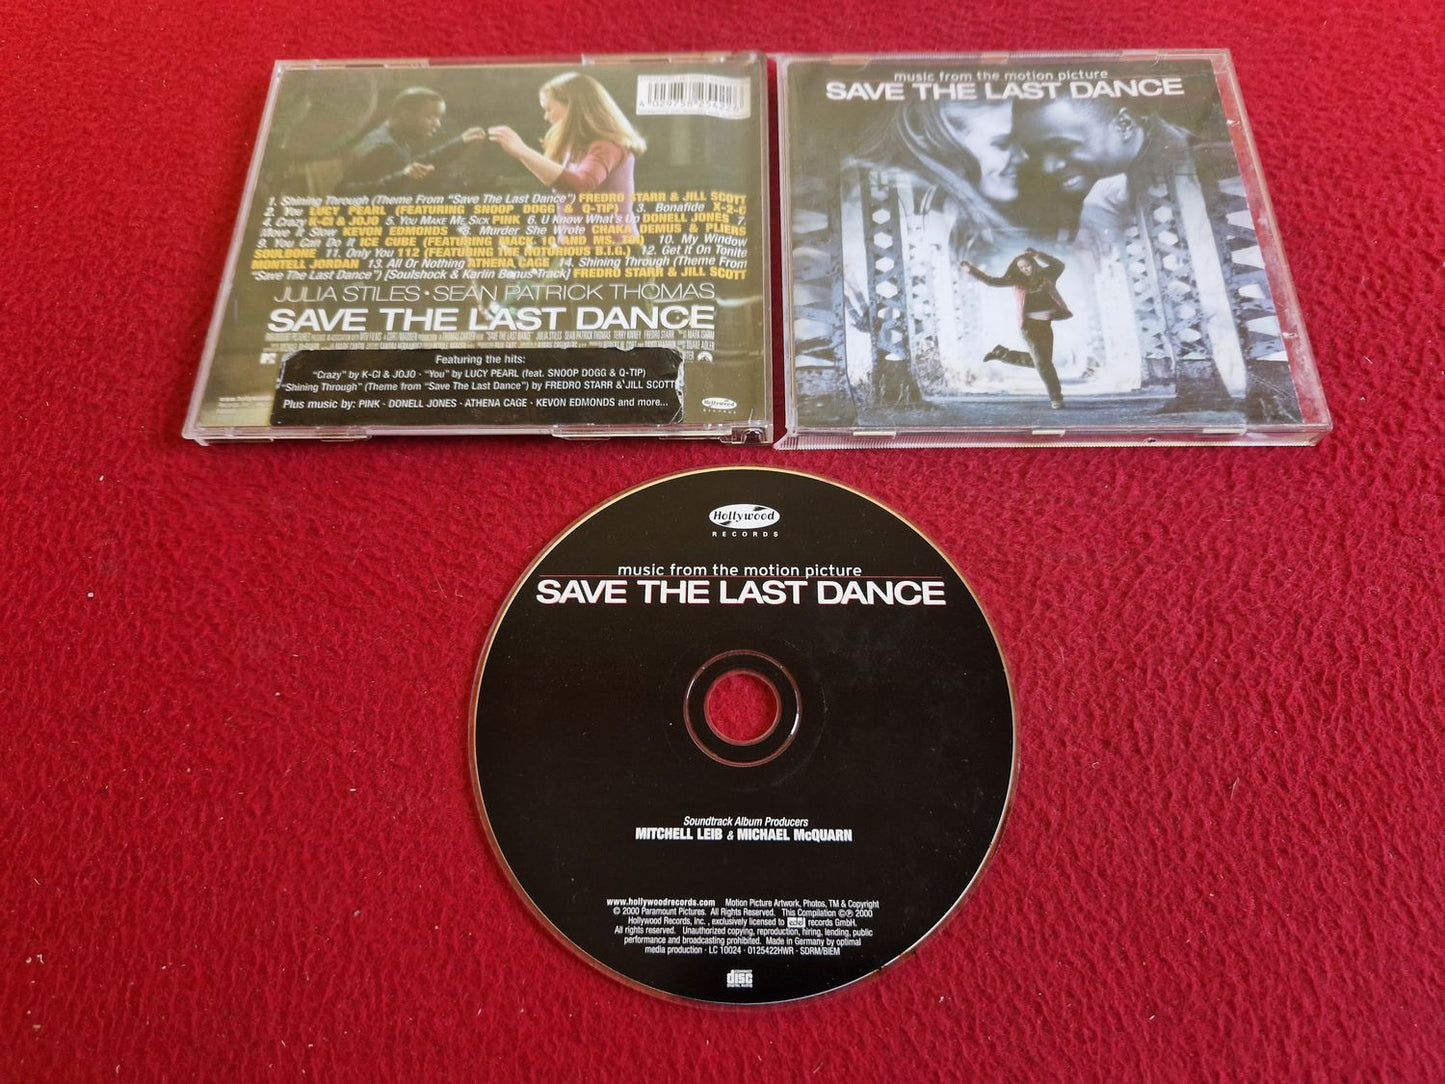 1. Shining Through (Theme From “Save The Last Dance”) FREDRO STARR & JILL SCOTT
2. You LUCY PEARL (FEATURING SNOOP DOGG & Q-TIP) 3. Bonafide X-2-C
4. Crazy K-CI & JOJO 5. You Make Me Sick PINK 6. U Know What's Up DONELL JONES 7.
Move It Slow KEVON EDMONDS 8. Murder She Wrote CHAKA DEMUS & PLIERS
9. You Can Do It ICE CUBE (FEATURING MACK 10 AND MS. TOI) 10. My Window
SOULBONE 11. Only You 112 (FEATURING THE NOTORIOUS B.I.G.) 12. Get It On Tonite
MONTELL JORDAN 13. All Or Nothing ATHENA CAGE 14. Shining Through (Theme From
“Save The Last Dance”) [Soulshock & Karlin Bonus Track] FREDRO STARR & JILL SCOTT
JULIA STILES • SEAN PATRICK THOMAS
SAVE THE LAST DANCE
Featuring the hits:
“Crazy” by K-CI & JOJO · “You” by LUCY PEARL (feat. SNOOP DOGG & Q-TIP)
“Shining Through” (Theme from “Save The Last Dance”) by FREDRO STARR & JILL SCOTT
Plus music by: PINK · DONELL JONES · ATHENA CAGE · KEVON EDMONDS and more...
Hollywood
RECORDS
music from the motion picture
SAVE THE LAST DANCE
Hollywood
RECORDS
music from the motion picture
SAVE THE LAST DANCE
Soundtrack Album Producers
MITCHELL LEIB & MICHAEL McQUARN
www.hollywoodrecords.com Motion Picture Artwork, Photos, TM & Copyright
© 2000 Paramount Pictures. All Rights Reserved. This Compilation ©℗ 2000
Hollywood Records, Inc., exclusively licensed to edel records GmbH.
All rights reserved. Unauthorized copying, reproduction, hiring, lending, public
performance and broadcasting prohibited. Made in Germany by optimal
media production · LC 10024 · 0125422HWR · SDRM/BIEM
COMPACT
disc
DIGITAL AUDIO